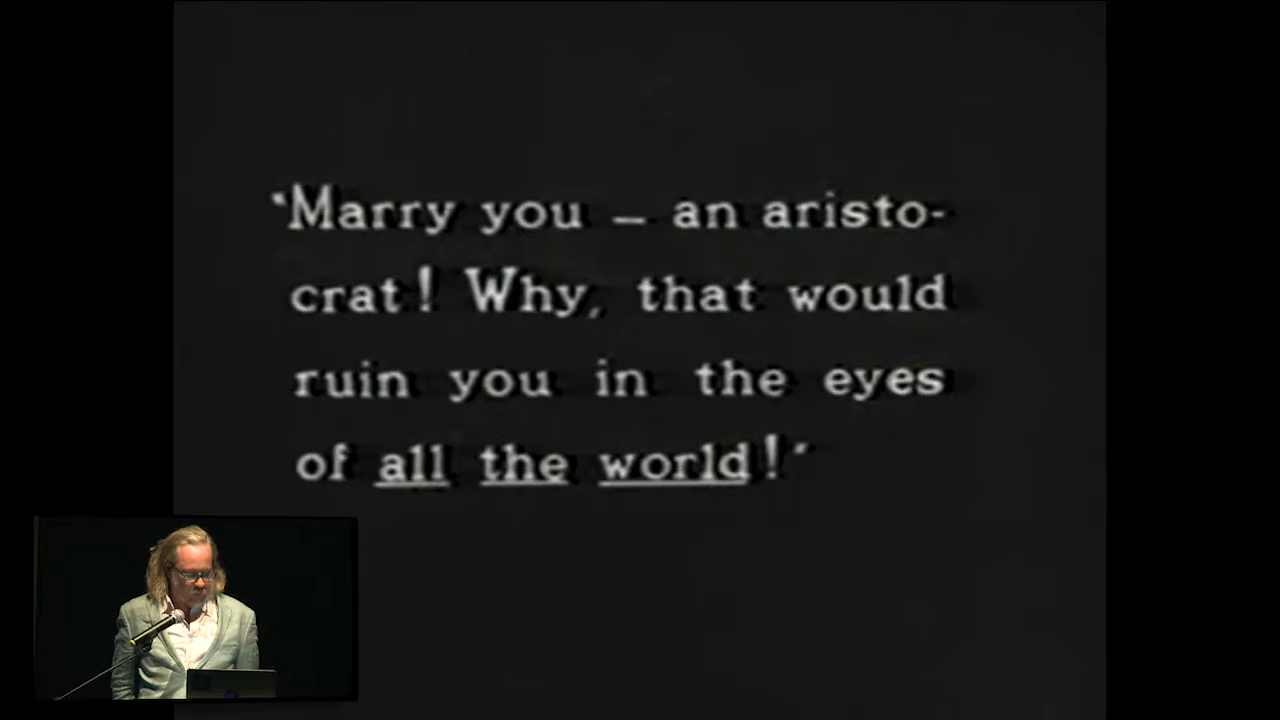 "Marry you – an aristo-
crat! Why, that would
ruin you in the eyes
of all the world!"